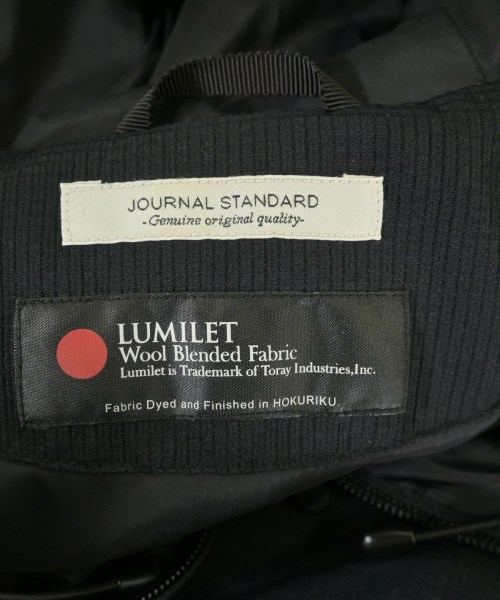 JOURNAL STANDARD
-Genuine original quality-
LUMILET
Wool Blended Fabric
Lumilet is Trademark of Toray Industries,Inc.
Fabric Dyed and Finished in HOKURIKU.